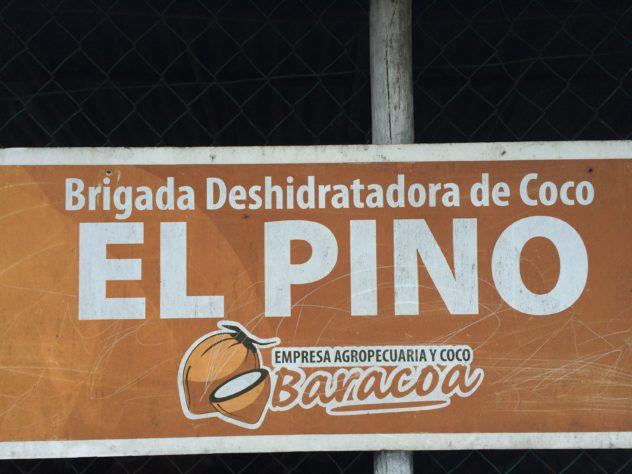 Brigada Deshidratadora de Coco
EL PINO
EMPRESA AGROPECUARIA Y COCO
Baracoa